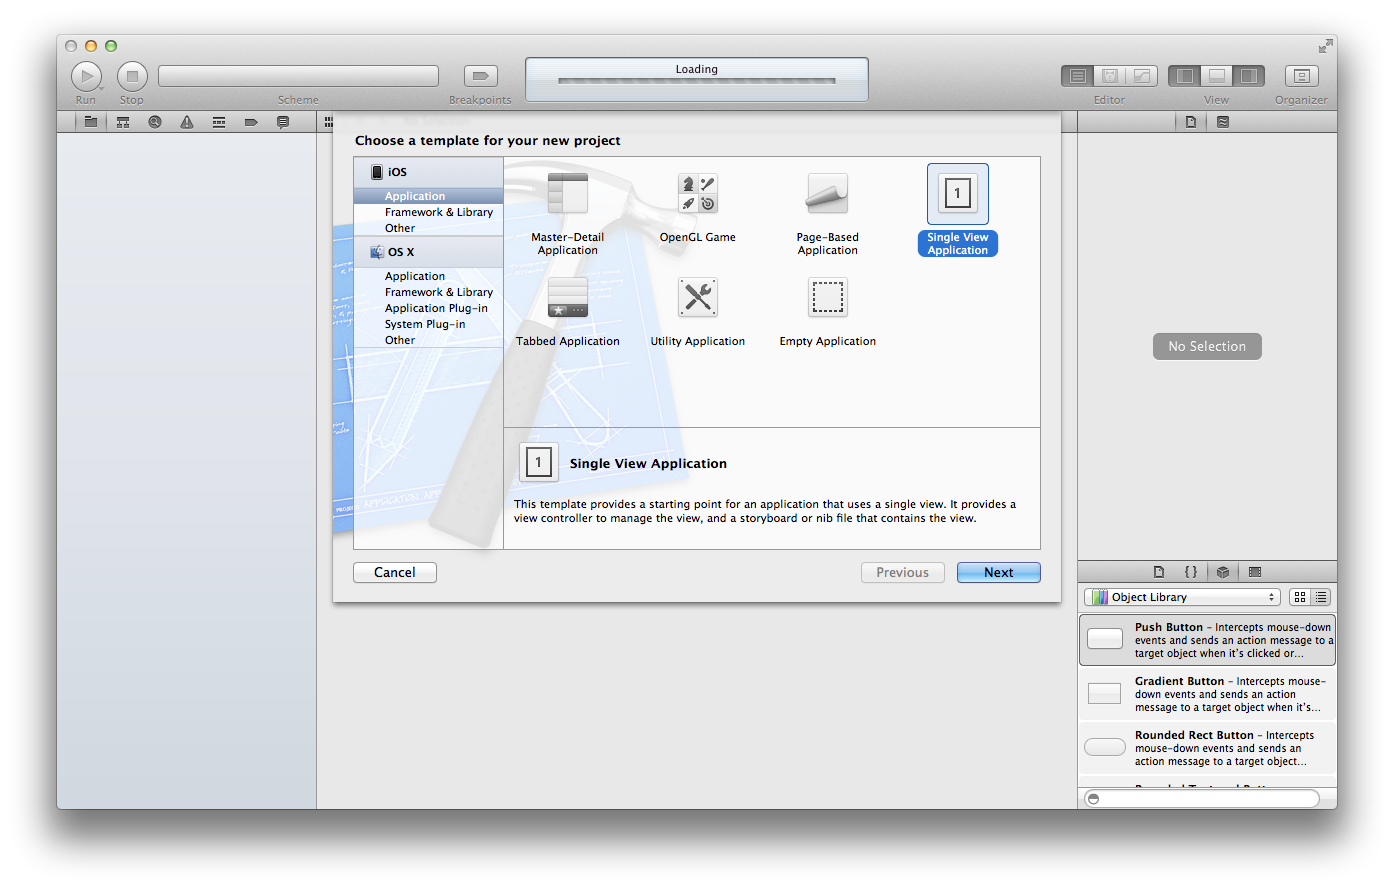 Loading
Run
Stop
Scheme
Breakpoints
Editor
View
Organizer
Choose a template for your new project
iOS
Application
Framework & Library
Other
OS X
Application
Framework & Library
Application Plug-in
System Plug-in
Other
Master-Detail
Application
OpenGL Game
Page-Based
Application
1
Single View
Application
Tabbed Application
Utility Application
Empty Application
1
Single View Application
This template provides a starting point for an application that uses a single view. It provides a
view controller to manage the view, and a storyboard or nib file that contains the view.
Cancel
Previous
Next
No Selection
{ }
Object Library
Push Button – Intercepts mouse-down
events and sends an action message to a
target object when it's clicked or...
Gradient Button – Intercepts mouse-
down events and sends an action
message to a target object when it's...
Rounded Rect Button – Intercepts
mouse-down events and sends an
action message to a target object...